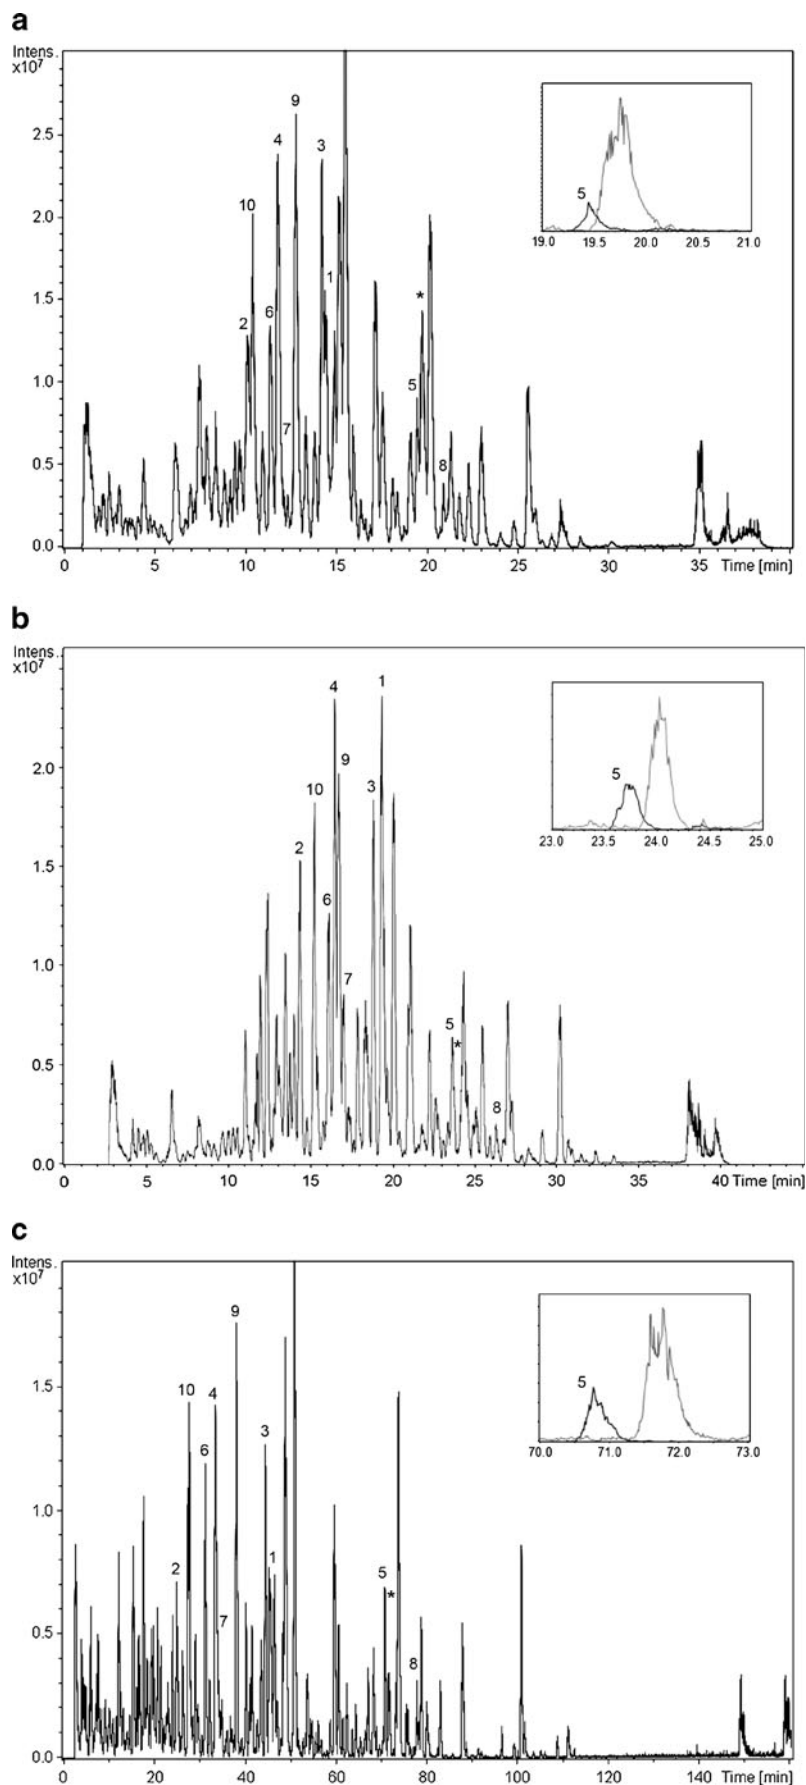 a
Intens.
x10⁷
2.5
2.0
1.5
1.0
0.5
0.0
0 5 10 15 20 25 30 35 Time [min]
2 10 6 4 7 9 3 1 5 * 8
5
19.0 19.5 20.0 20.5 21.0
b
Intens.
x10⁷
2.0
1.5
1.0
0.5
0.0
0 5 10 15 20 25 30 35 40 Time [min]
2 10 6 4 9 7 3 1 5 * 8
5
23.0 23.5 24.0 24.5 25.0
c
Intens.
x10⁷
1.5
1.0
0.5
0.0
0 20 40 60 80 100 120 140 Time [min]
2 10 6 4 7 9 3 1 5 * 8
5
70.0 71.0 72.0 73.0